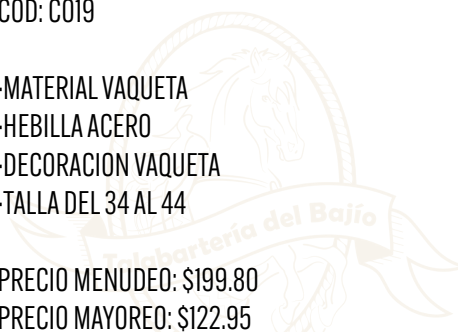 COD: C019
·MATERIAL VAQUETA
·HEBILLA ACERO
·DECORACION VAQUETA
·TALLA DEL 34 AL 44
Talabartería del Bajío
PRECIO MENUDEO: $199.80
PRECIO MAYOREO: $122.95